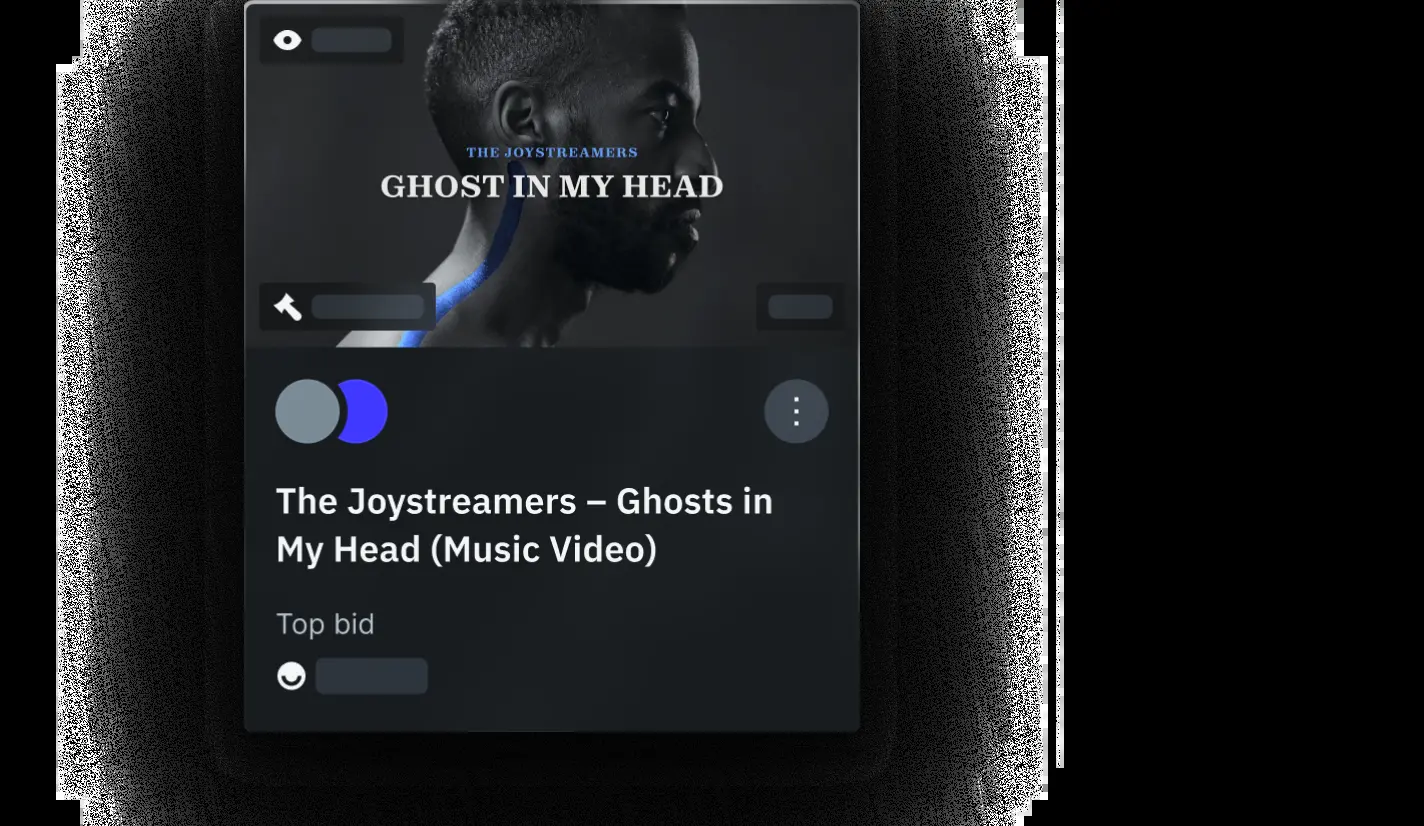 THE JOYSTREAMERS
GHOST IN MY HEAD
The Joystreamers – Ghosts in
My Head (Music Video)
Top bid